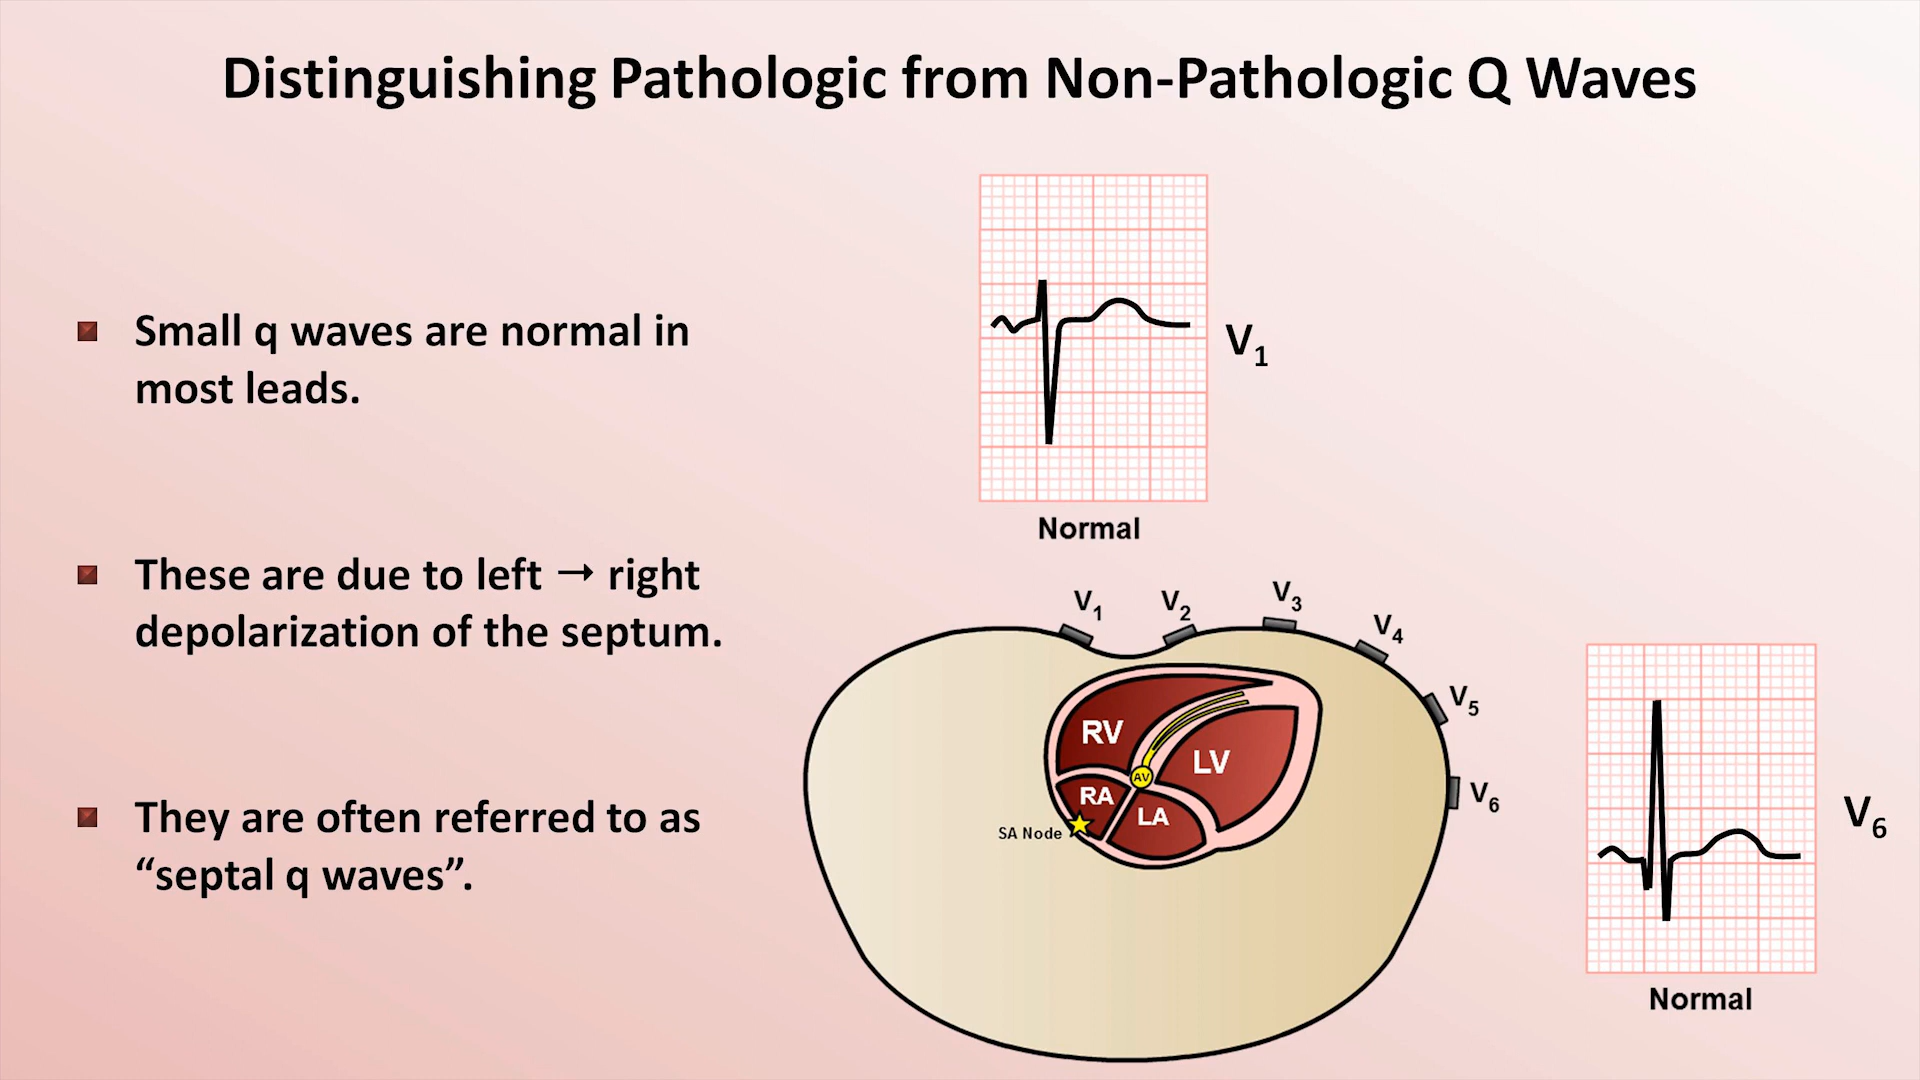 Distinguishing Pathologic from Non-Pathologic Q Waves
Small q waves are normal in
most leads.
These are due to left → right
depolarization of the septum.
They are often referred to as
“septal q waves”.
V1
Normal
V1
V2
V3
V4
V5
V6
RV
LV
AV
RA
LA
SA Node
V6
Normal